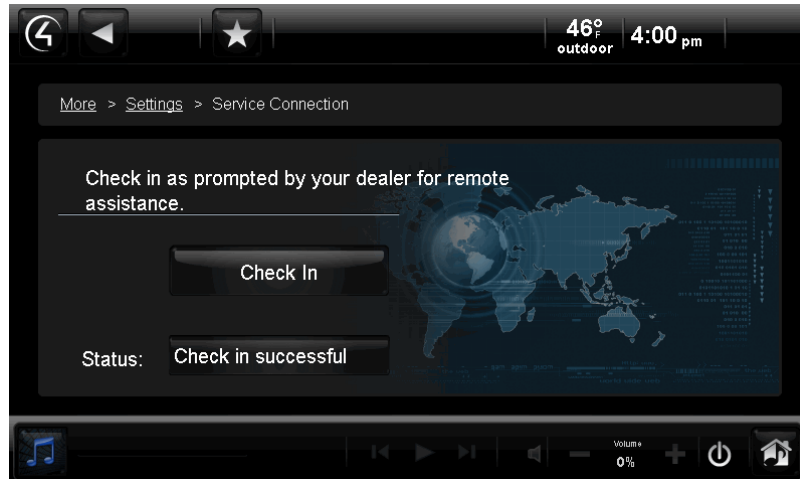 46°F
outdoor
4:00 pm
More > Settings > Service Connection
Check in as prompted by your dealer for remote
assistance.
Check In
Status: Check in successful
Volume
0%